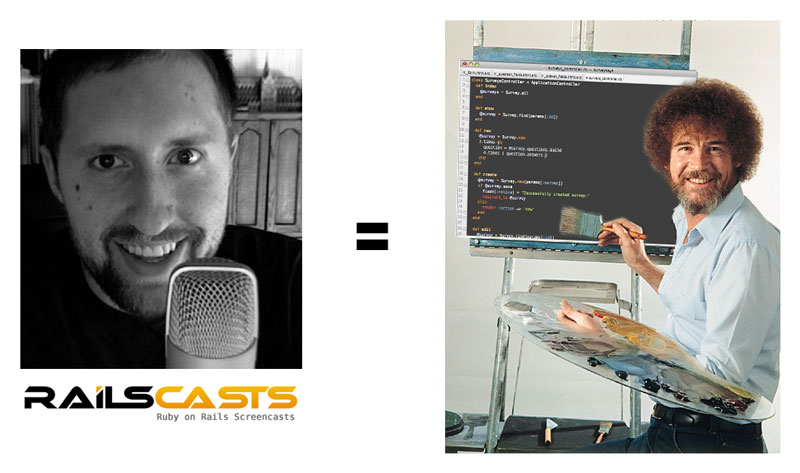 RAILSCASTS
Ruby on Rails Screencasts
=
surveys_controller.rb — surveysays
class SurveysController < ApplicationController
def index
@surveys = Survey.all
end
def show
@survey = Survey.find(params[:id])
end
def new
@survey = Survey.new
3.times do
question = @survey.questions.build
4.times { question.answers.
end
end
def create
@survey = Survey.new(params[:survey])
if @survey.save
flash[:notice] = "Successfully created survey."
redirect_to @survey
else
render :action => 'new'
end
end
def edit
@survey = Survey.find(params[:id])